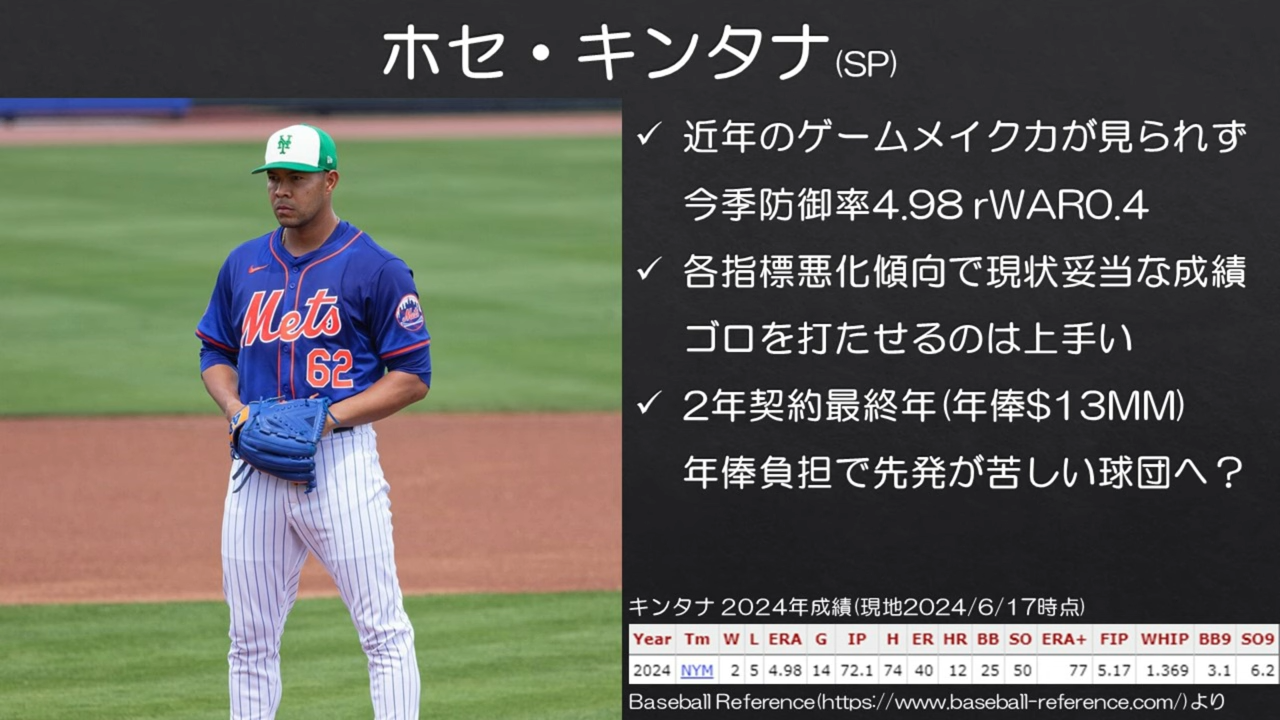 ホセ・キンタナ(SP)
✓ 近年のゲームメイク力が見られず
今季防御率4.98 rWAR0.4
✓ 各指標悪化傾向で現状妥当な成績
ゴロを打たせるのは上手い
✓ 2年契約最終年(年俸$13MM)
年俸負担で先発が苦しい球団へ？
NY
Mets
62
Mets
キンタナ 2024年成績(現地2024/6/17時点)
Year Tm W L ERA G IP H ER HR BB SO ERA+ FIP WHIP BB9 SO9
2024 NYM 2 5 4.98 14 72.1 74 40 12 25 50 77 5.17 1.369 3.1 6.2
Baseball Reference(https://www.baseball-reference.com/)より